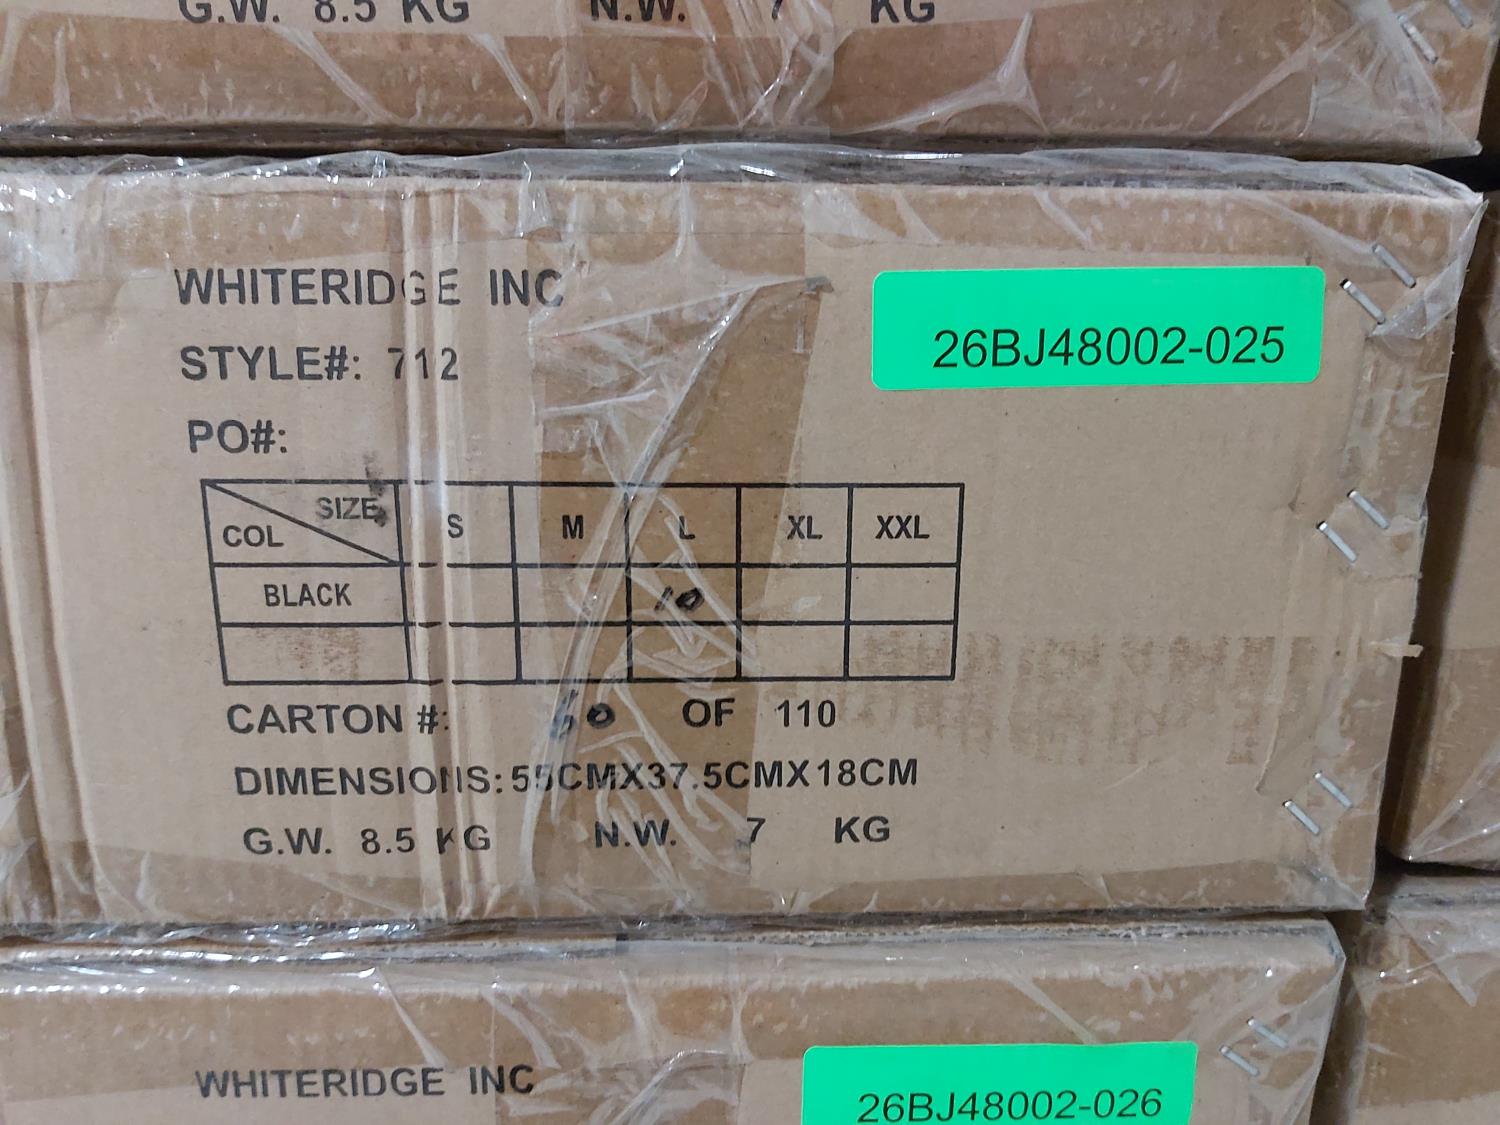 G.W. 8.5 KG N.W. 7 KG
WHITERIDGE INC
26BJ48002-025
STYLE#: 712
PO#:
SIZE
COL S M L XL XXL
BLACK 10
CARTON #: 60 OF 110
DIMENSIONS: 55CMX37.5CMX18CM
G.W. 8.5 KG N.W. 7 KG
WHITERIDGE INC
26BJ48002-026